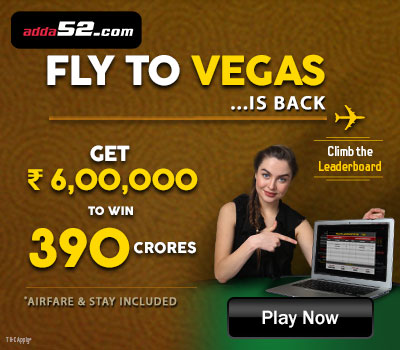 adda52.com
FLY TO VEGAS
...IS BACK
Climb the
Leaderboard
GET
₹ 6,00,000
TO WIN
390 CRORES
*AIRFARE & STAY INCLUDED
Play Now
T & C Apply*